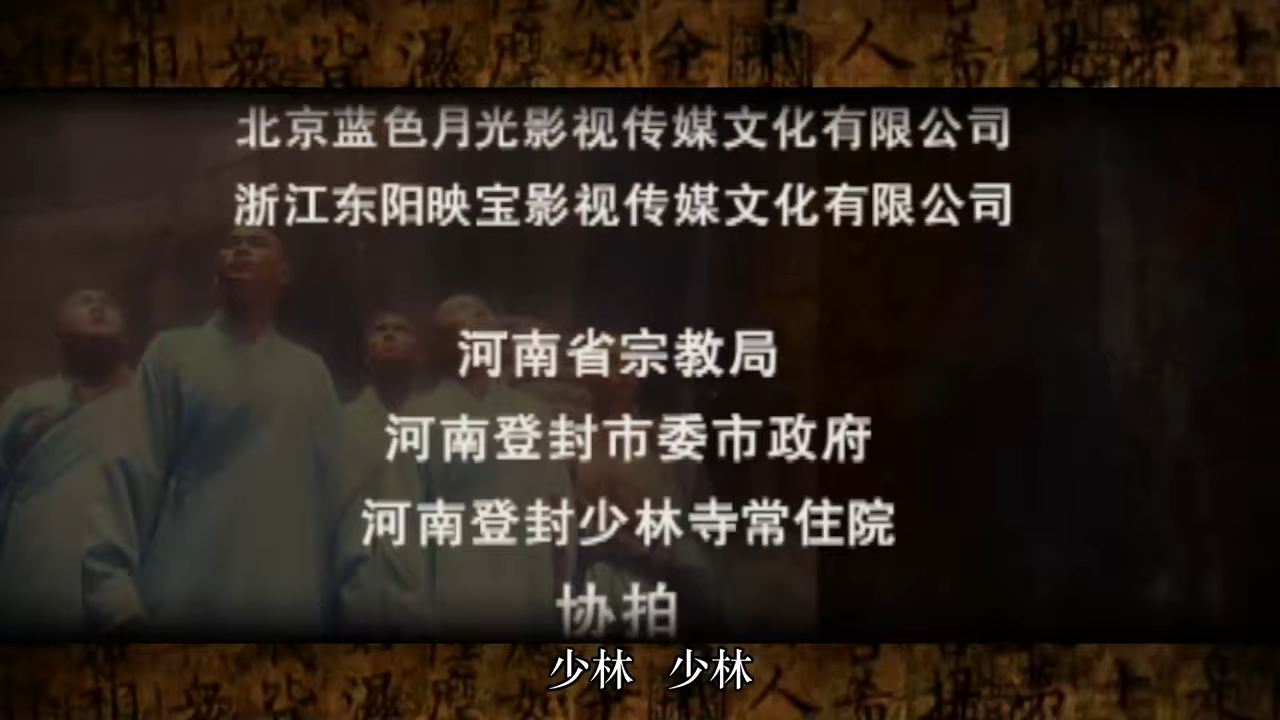 北京蓝色月光影视传媒文化有限公司
浙江东阳映宝影视传媒文化有限公司
河南省宗教局
河南登封市委市政府
河南登封少林寺常住院
协拍
少林 少林